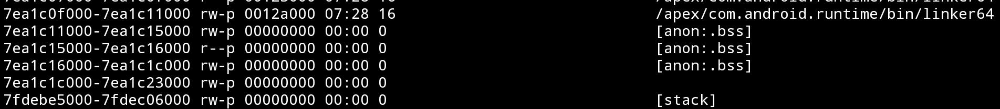 7ea1c0f000-7ea1c11000 rw-p 0012a000 07:28 16 /apex/com.android.runtime/bin/linker64
7ea1c11000-7ea1c15000 rw-p 00000000 00:00 0 [anon:.bss]
7ea1c15000-7ea1c16000 r--p 00000000 00:00 0 [anon:.bss]
7ea1c16000-7ea1c1c000 rw-p 00000000 00:00 0 [anon:.bss]
7ea1c1c000-7ea1c23000 rw-p 00000000 00:00 0
7fdebe5000-7fdec06000 rw-p 00000000 00:00 0 [stack]